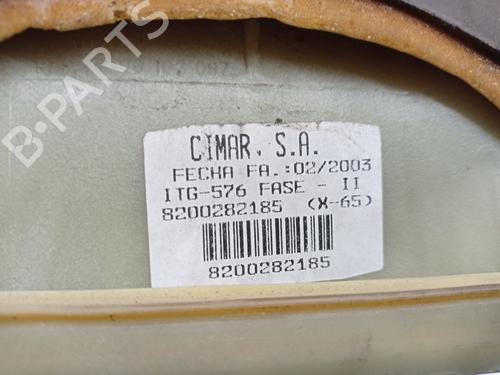 CIMAR, S.A.
FECHA FA.:02/2003
ITG-576 FASE - II
8200282185 (X-65)
8200282185
B-PARTS